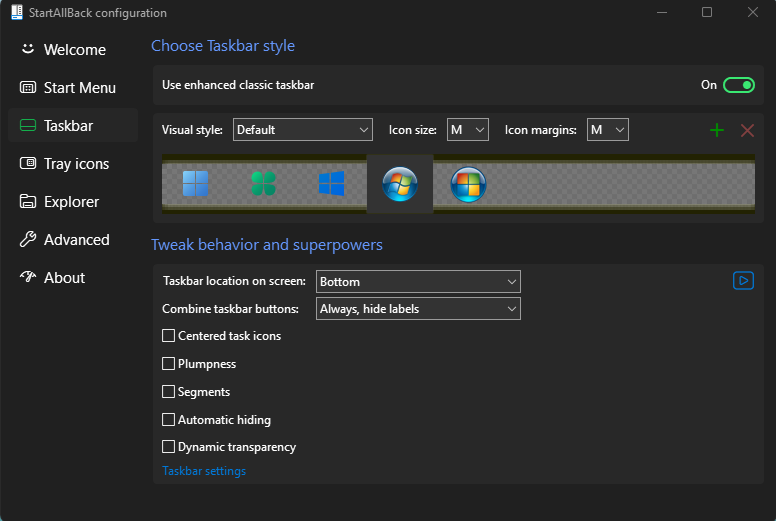 StartAllBack configuration
Welcome
Start Menu
Taskbar
Tray icons
Explorer
Advanced
About
Choose Taskbar style
Use enhanced classic taskbar On
Visual style: Default Icon size: M Icon margins: M
Tweak behavior and superpowers
Taskbar location on screen: Bottom
Combine taskbar buttons: Always, hide labels
Centered task icons
Plumpness
Segments
Automatic hiding
Dynamic transparency
Taskbar settings